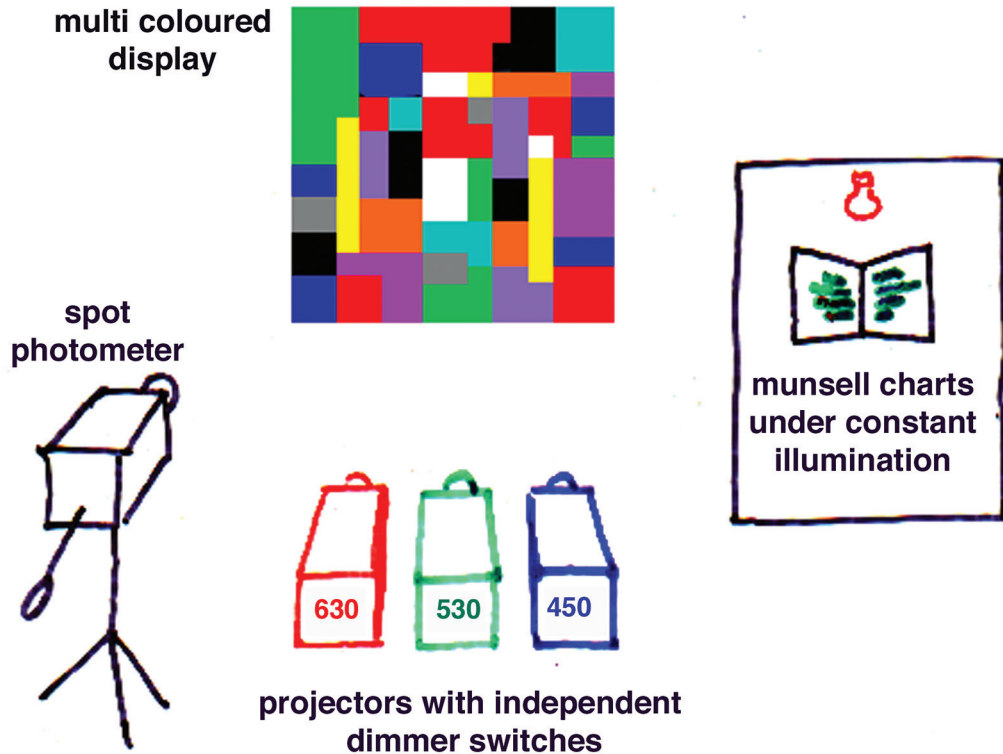 multi coloured
display
spot
photometer
munsell charts
under constant
illumination
630
530
450
projectors with independent
dimmer switches